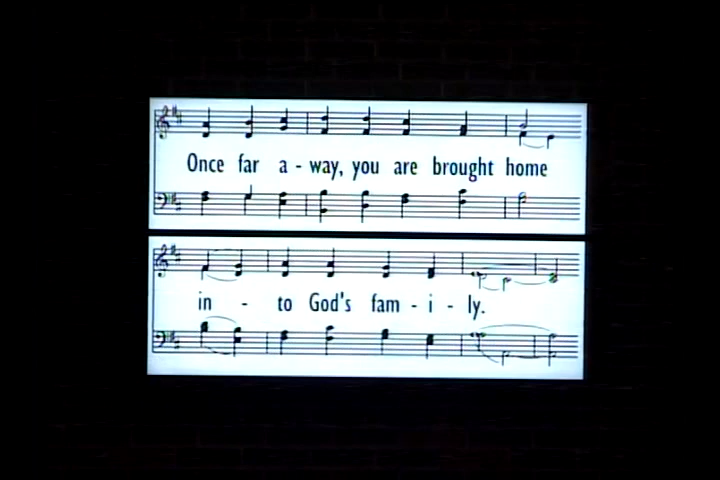 Once far a - way, you are brought home
in - to God's fam - i - ly.